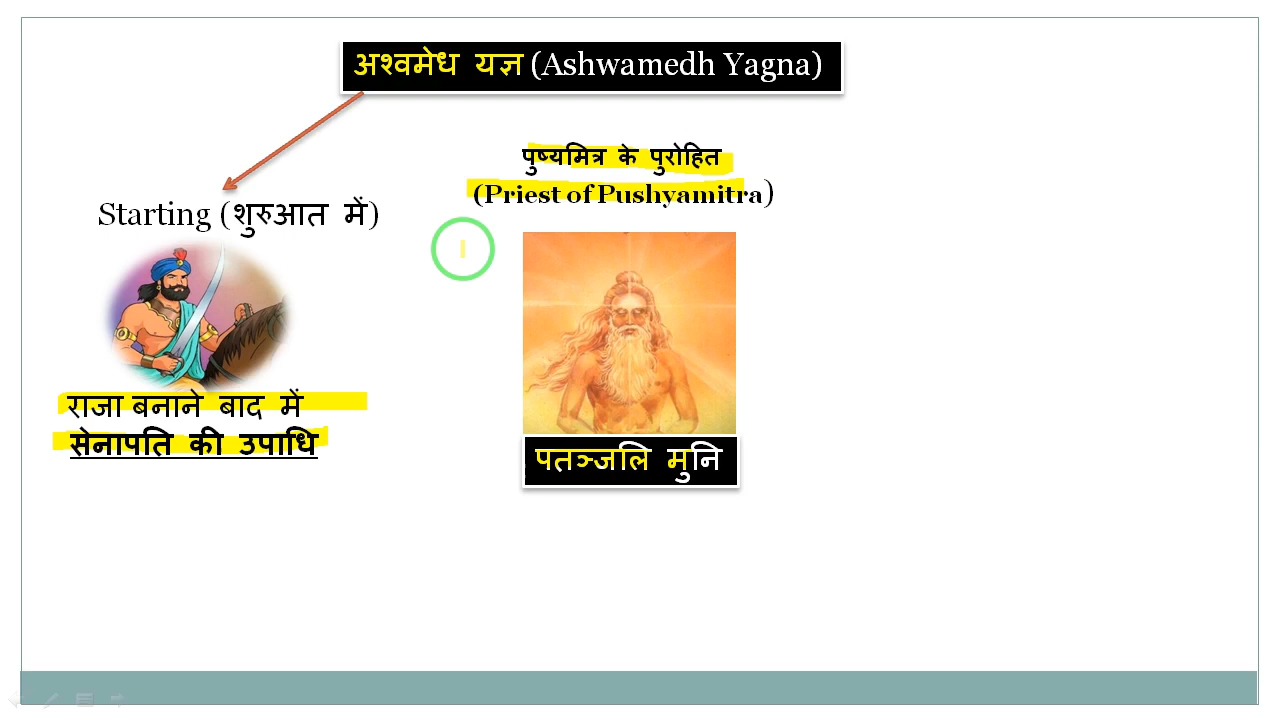 अश्वमेध यज्ञ (Ashwamedh Yagna)
पुष्यमित्र के पुरोहित
(Priest of Pushyamitra)
Starting (शुरुआत में)
राजा बनाने बाद में
सेनापति की उपाधि
पतञ्जलि मुनि